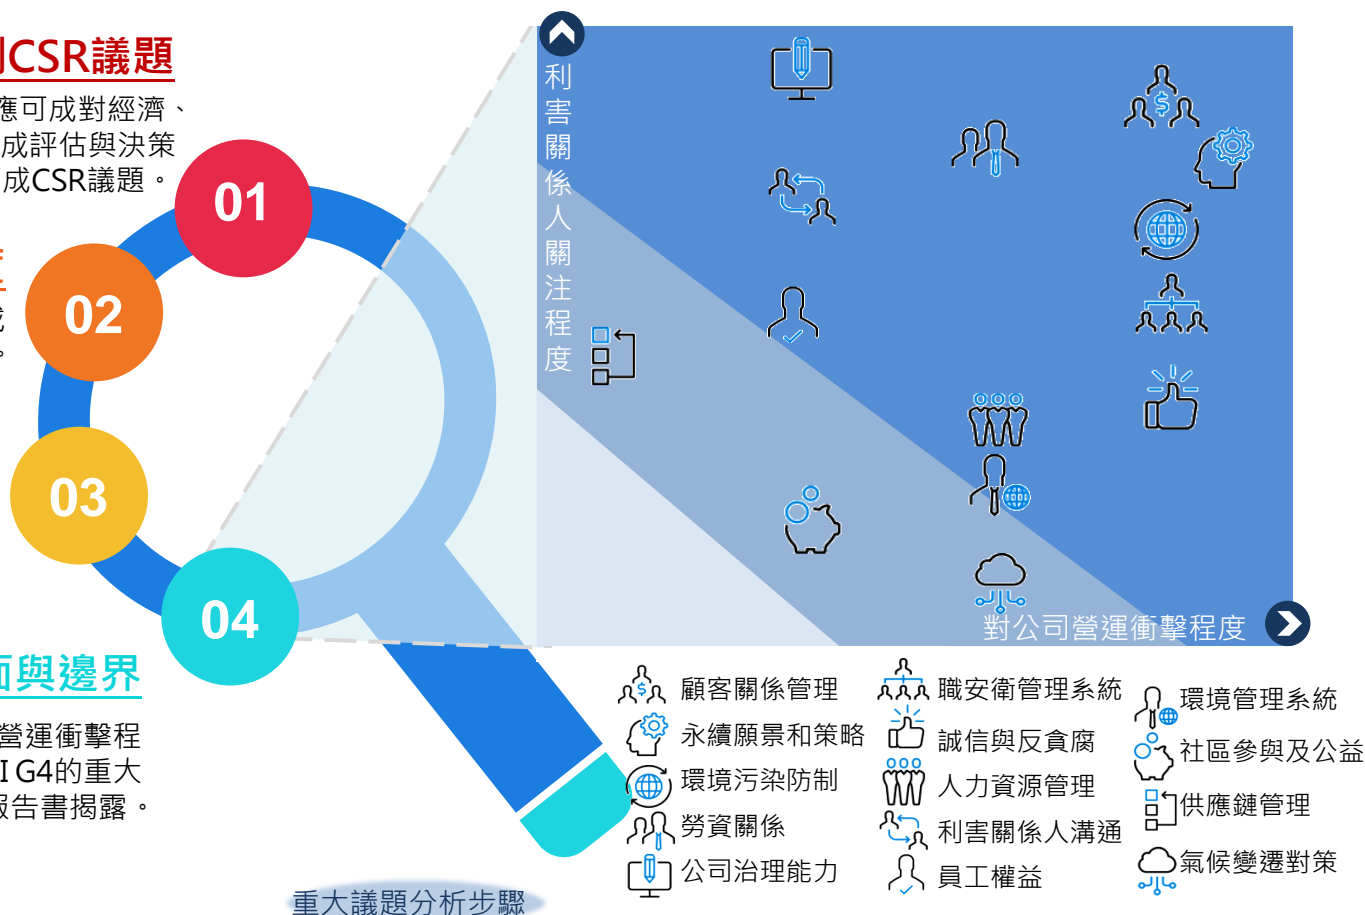 CSR議題
應可成對經濟、
成評估與決策
成CSR議題。
01
02
。
03
04
面與邊界
營運衝擊程
I G4的重大
報告書揭露。
利害關係人關注程度
對公司營運衝擊程度
顧客關係管理
永續願景和策略
環境污染防制
勞資關係
公司治理能力
職安衛管理系統
誠信與反貪腐
人力資源管理
利害關係人溝通
員工權益
環境管理系統
社區參與及公益
供應鏈管理
氣候變遷對策
重大議題分析步驟